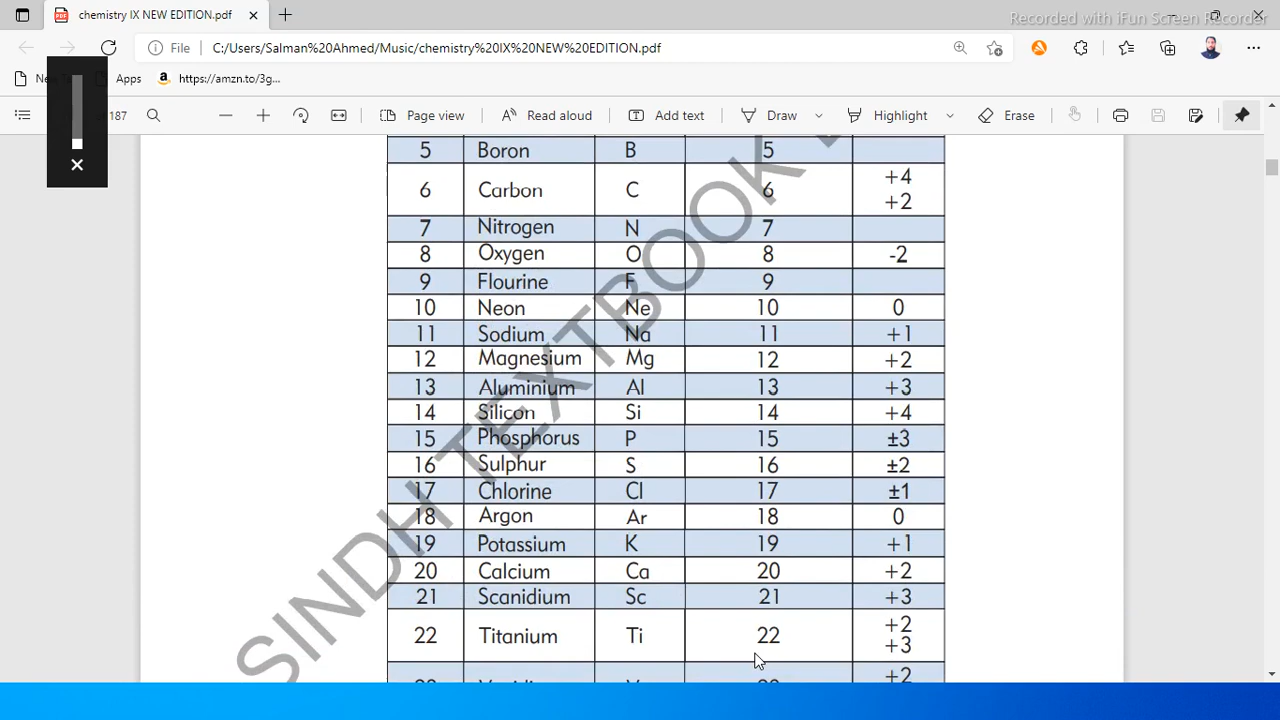 chemistry IX NEW EDITION.pdf
Recorded with iFun Screen Recorder
File C:/Users/Salman%20Ahmed/Music/chemistry%20IX%20NEW%20EDITION.pdf
Apps https://amzn.to/3g...
187 Page view Read aloud Add text Draw Highlight Erase
5 Boron B 5
6 Carbon C 6 +4
+2
7 Nitrogen N 7
8 Oxygen O 8 -2
9 Flourine F 9
10 Neon Ne 10 0
11 Sodium Na 11 +1
12 Magnesium Mg 12 +2
13 Aluminium Al 13 +3
14 Silicon Si 14 +4
15 Phosphorus P 15 ±3
16 Sulphur S 16 ±2
17 Chlorine Cl 17 ±1
18 Argon Ar 18 0
19 Potassium K 19 +1
20 Calcium Ca 20 +2
21 Scanidium Sc 21 +3
22 Titanium Ti 22 +2
+3
+2
SINDH TEXTBOOK